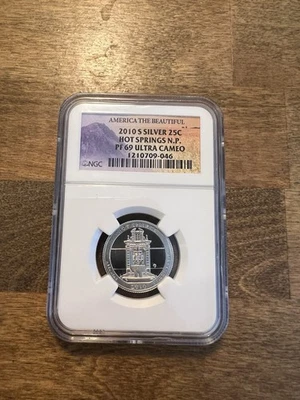 AMERICA THE BEAUTIFUL
2010 S SILVER 25C
HOT SPRINGS N.P.
PF 69 ULTRA CAMEO
1210709-046
NGC